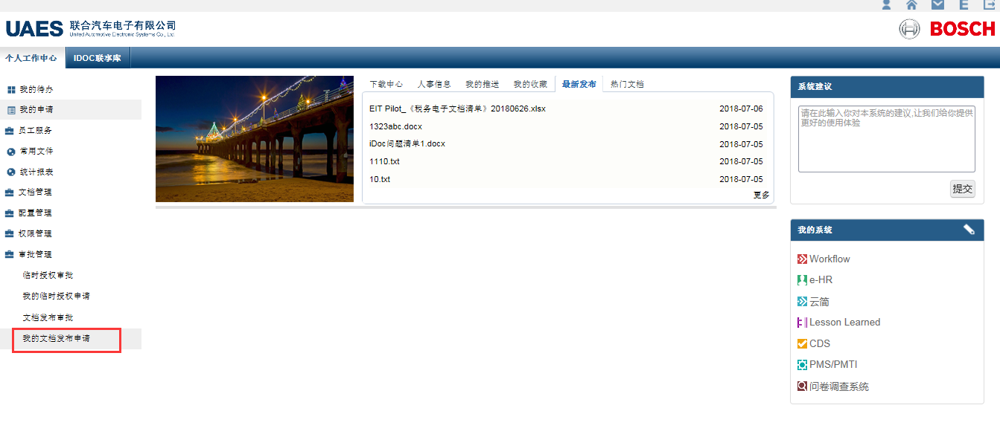 UAES 联合汽车电子有限公司
United Automotive Electronic Systems Co., Ltd.
BOSCH
个人工作中心 IDOC联享库
我的待办
我的申请
员工服务
常用文件
统计报表
文档管理
配置管理
权限管理
审批管理
临时授权审批
我的临时授权申请
文档发布审批
我的文档发布申请
下载中心 人事信息 我的推送 我的收藏 最新发布 热门文档
EIT Pilot_《税务电子文档清单》20180626.xlsx 2018-07-06
1323abc.docx 2018-07-05
iDoc问题清单1.docx 2018-07-05
1110.txt 2018-07-05
10.txt 2018-07-05
更多
系统建议
请在此输入你对本系统的建议,让我们给你提供
更好的使用体验
提交
我的系统
Workflow
e-HR
云简
Lesson Learned
CDS
PMS/PMTI
问卷调查系统